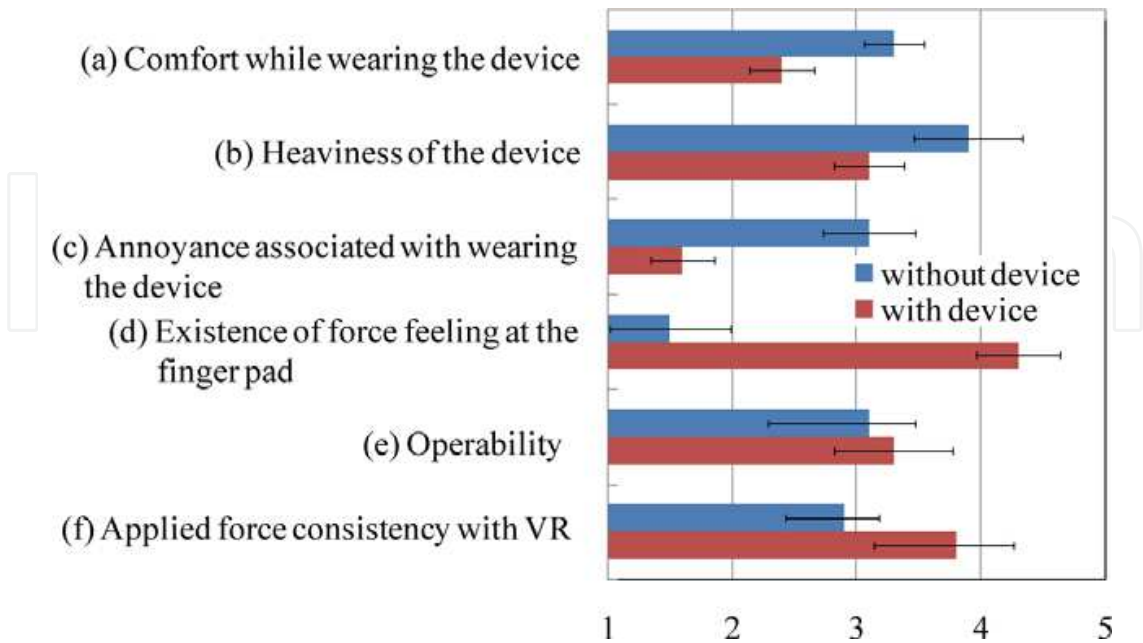 (a) Comfort while wearing the device
(b) Heaviness of the device
(c) Annoyance associated with wearing
the device
without device
with device
(d) Existence of force feeling at the
finger pad
(e) Operability
(f) Applied force consistency with VR
1 2 3 4 5